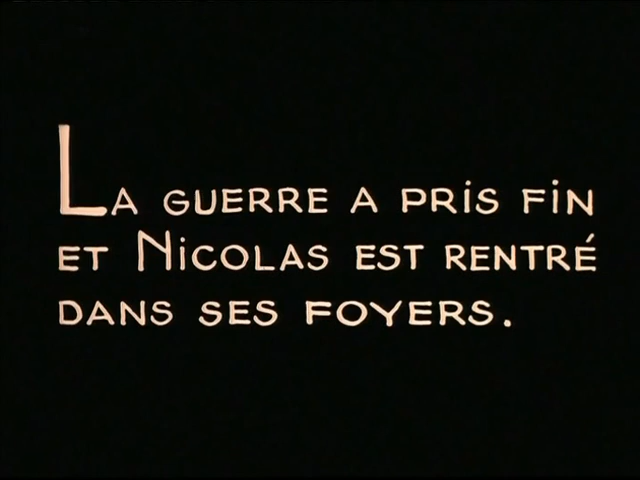 La guerre a pris fin
et Nicolas est rentré
dans ses foyers.